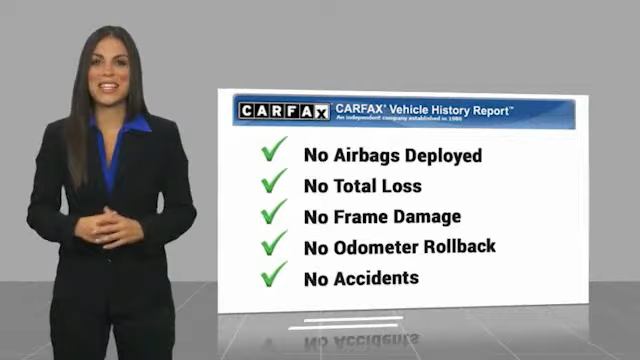 CARFAX CARFAX® Vehicle History Report™
An independent company established in 1986
No Airbags Deployed
No Total Loss
No Frame Damage
No Odometer Rollback
No Accidents